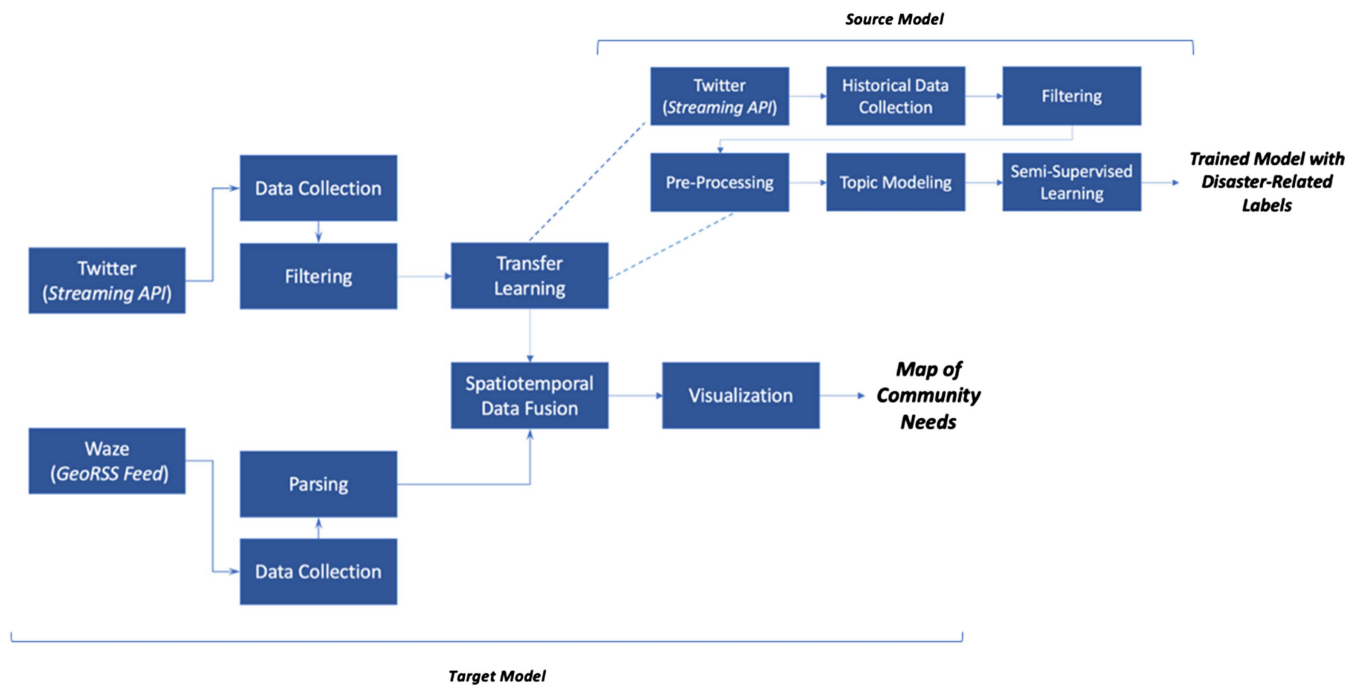 Source Model
Twitter
(Streaming API)
Historical Data
Collection
Filtering
Pre-Processing
Topic Modeling
Semi-Supervised
Learning
Trained Model with
Disaster-Related
Labels
Data Collection
Twitter
(Streaming API)
Filtering
Transfer
Learning
Spatiotemporal
Data Fusion
Visualization
Map of
Community
Needs
Waze
(GeoRSS Feed)
Parsing
Data Collection
Target Model